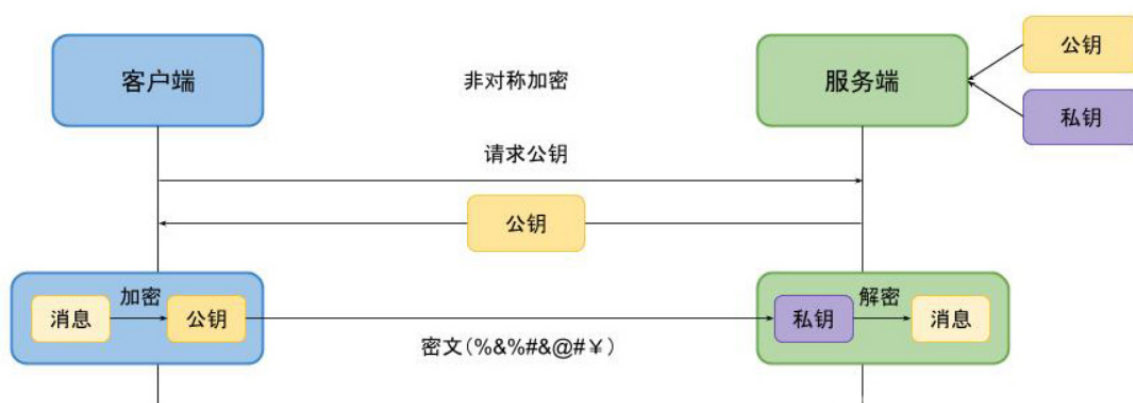 公钥
客户端
非对称加密
服务端
私钥
请求公钥
公钥
加密
解密
消息
公钥
私钥
消息
密文(%&%#&@#￥)